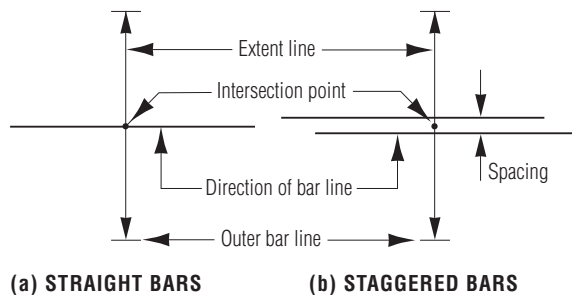 Extent line
Intersection point
Spacing
Direction of bar line
Outer bar line
(a) STRAIGHT BARS
(b) STAGGERED BARS